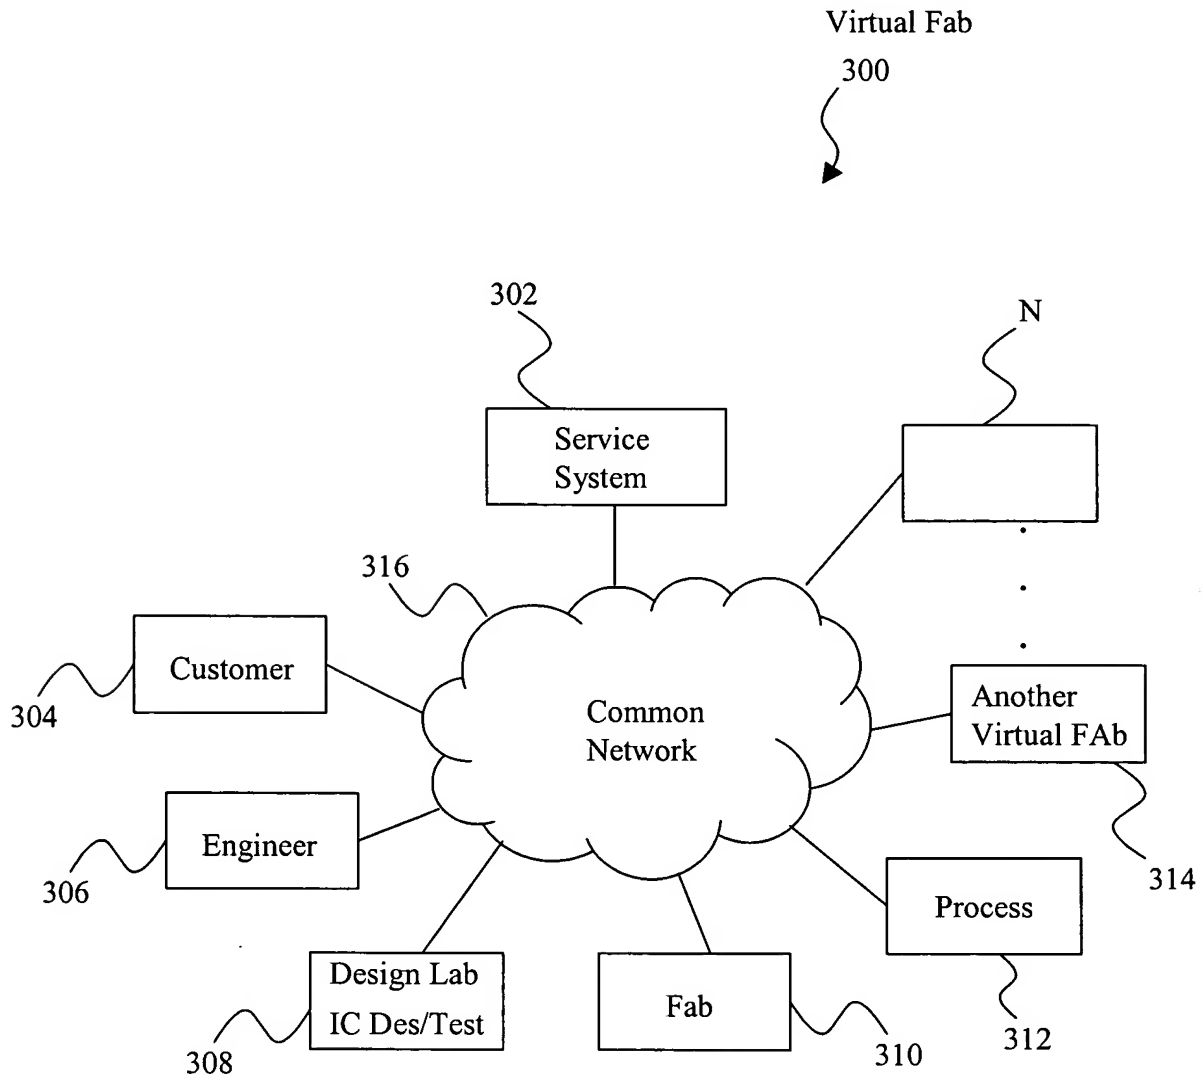 Virtual Fab
300
302
N
Service
System
316
Customer
304
Common
Network
Another
Virtual FAb
314
Engineer
306
Process
312
Design Lab
IC Des/Test
308
Fab
310